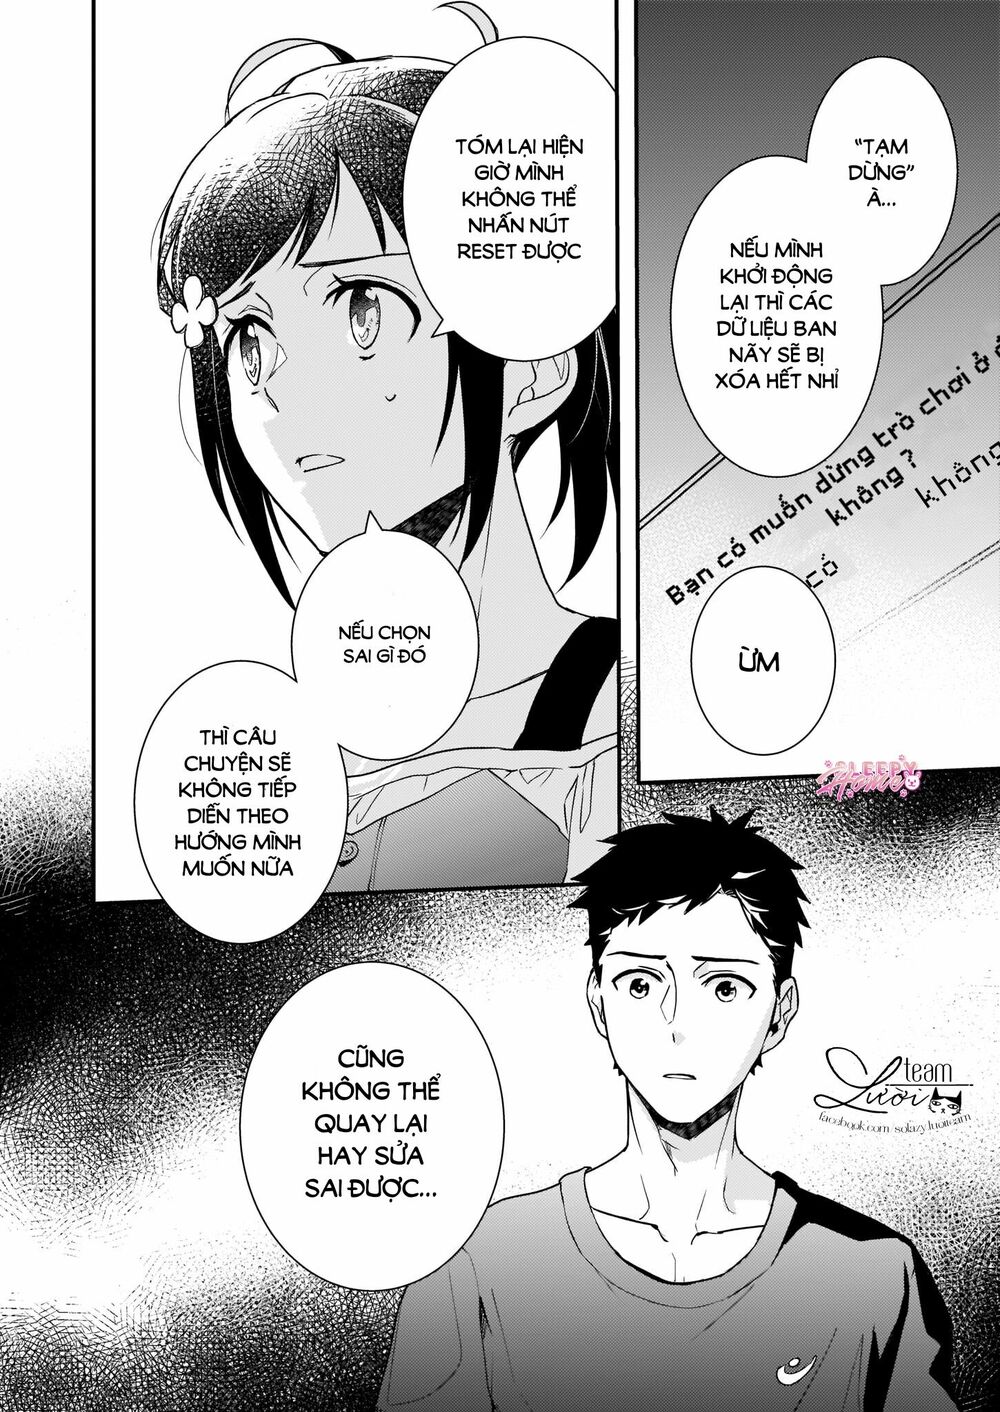 "TẠM
DỪNG"
À...
NẾU MÌNH
KHỞI ĐỘNG
LẠI THÌ CÁC
DỮ LIỆU BAN
NÃY SẼ BỊ
XÓA HẾT NHỈ
Bạn có muốn dừng trò chơi ở đ
không?
có
không
ỪM
TÓM LẠI HIỆN
GIỜ MÌNH
KHÔNG THỂ
NHẤN NÚT
RESET ĐƯỢC
NẾU CHỌN
SAI GÌ ĐÓ
THÌ CÂU
CHUYỆN SẼ
KHÔNG TIẾP
DIẾN THEO
HƯỚNG MÌNH
MUỐN NỮA
SLEEPY
Home
CŨNG
KHÔNG THỂ
QUAY LẠI
HAY SỬA
SAI ĐƯỢC...
team
Lười
facebook.com/solazy.luoiteam